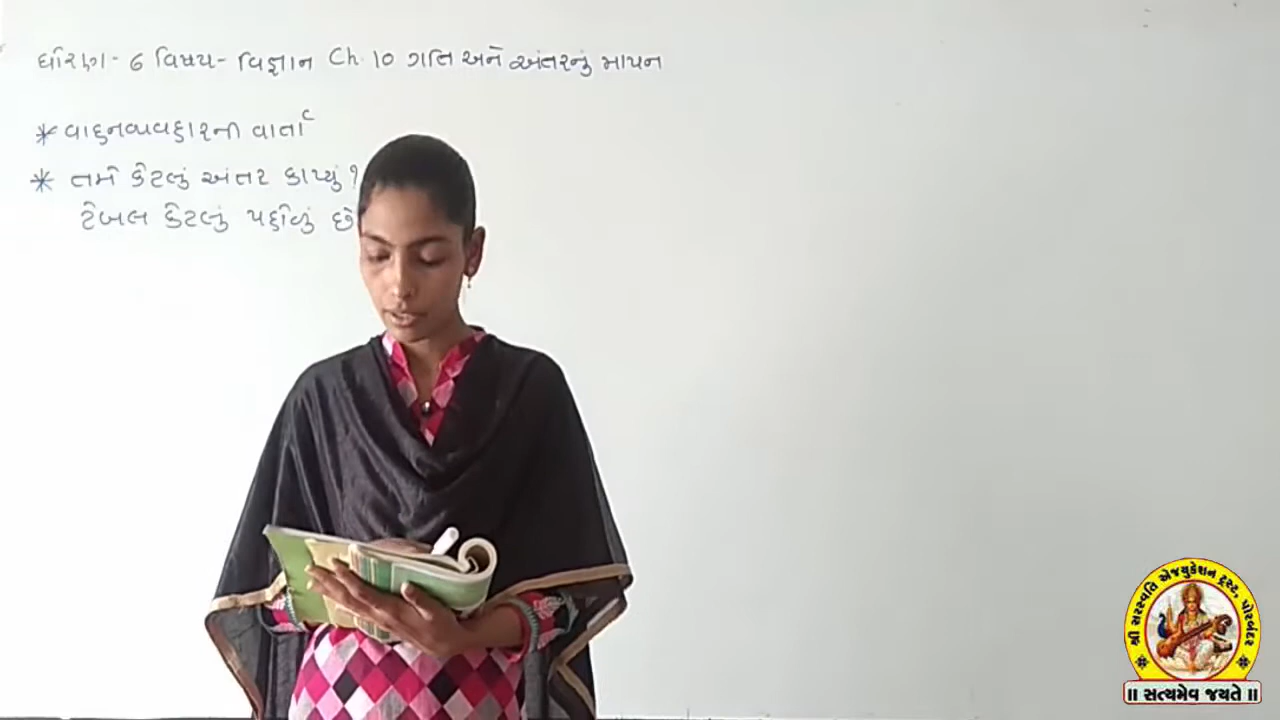 ધોરણ - 6 વિષય - વિજ્ઞાન Ch 10 ગતિ અને અંતરનું માપન
* વાહનવ્યવહારની વાર્તા
* તમે કેટલું અંતર કાપ્યું ?
ટેબલ કેટલું પહોળું છે
શ્રી સરસ્વતિ એજ્યુકેશન ટ્રસ્ટ, પોરબંદર
॥ સત્યમેવ જયતે ॥